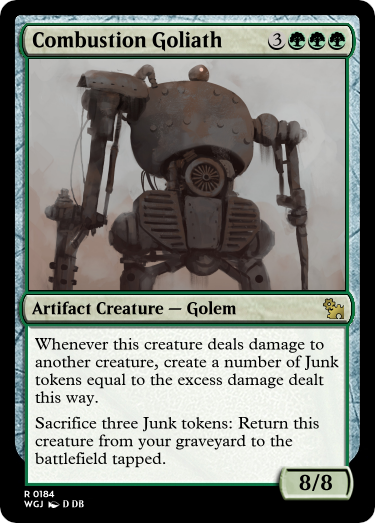 Combustion Goliath 3
Artifact Creature — Golem
Whenever this creature deals damage to
another creature, create a number of Junk
tokens equal to the excess damage dealt
this way.
Sacrifice three Junk tokens: Return this
creature from your graveyard to the
battlefield tapped.
8/8
R 0184
WGJ D DB